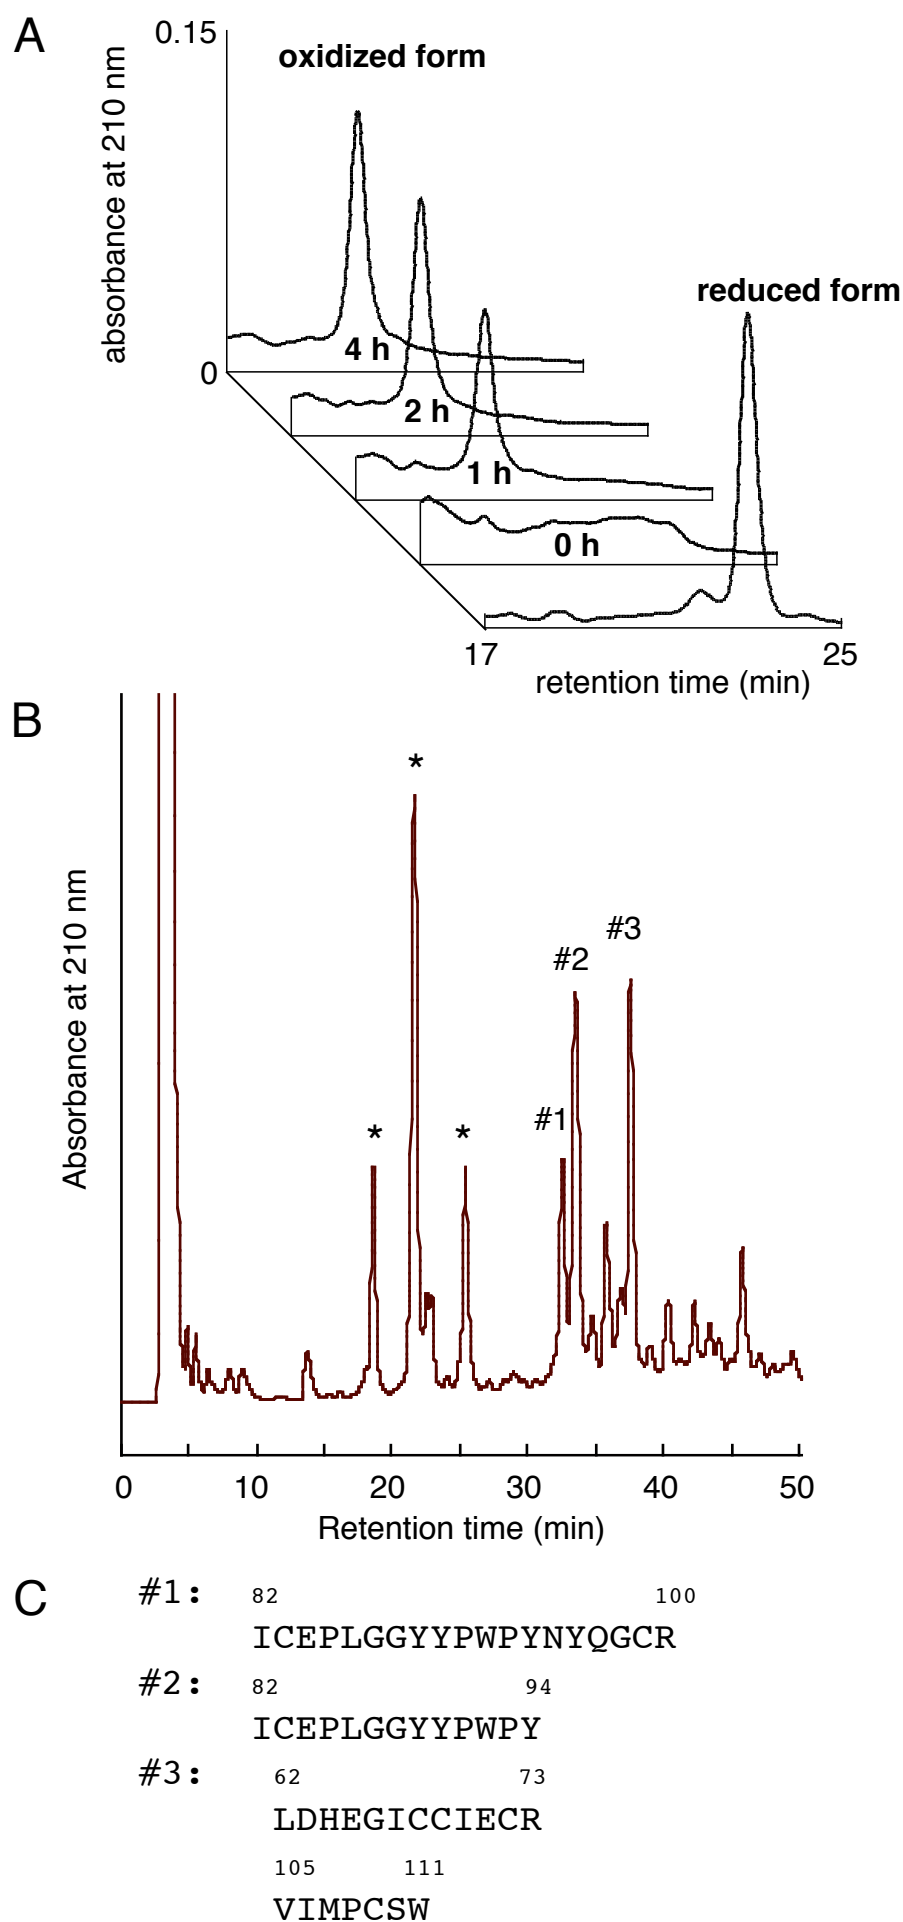 A
0.15
absorbance at 210 nm
oxidized form
reduced form
4 h
0
2 h
1 h
0 h
17
25
retention time (min)
B
Absorbance at 210 nm
*
#3
#2
#1
*
*
0
10
20
30
40
50
Retention time (min)
C
#1:
82
100
ICEPLGGYYPWPYNYQGCR
#2:
82
94
ICEPLGGYYPWPY
#3:
62
73
LDHEGICCIECR
105
111
VIMPCSW